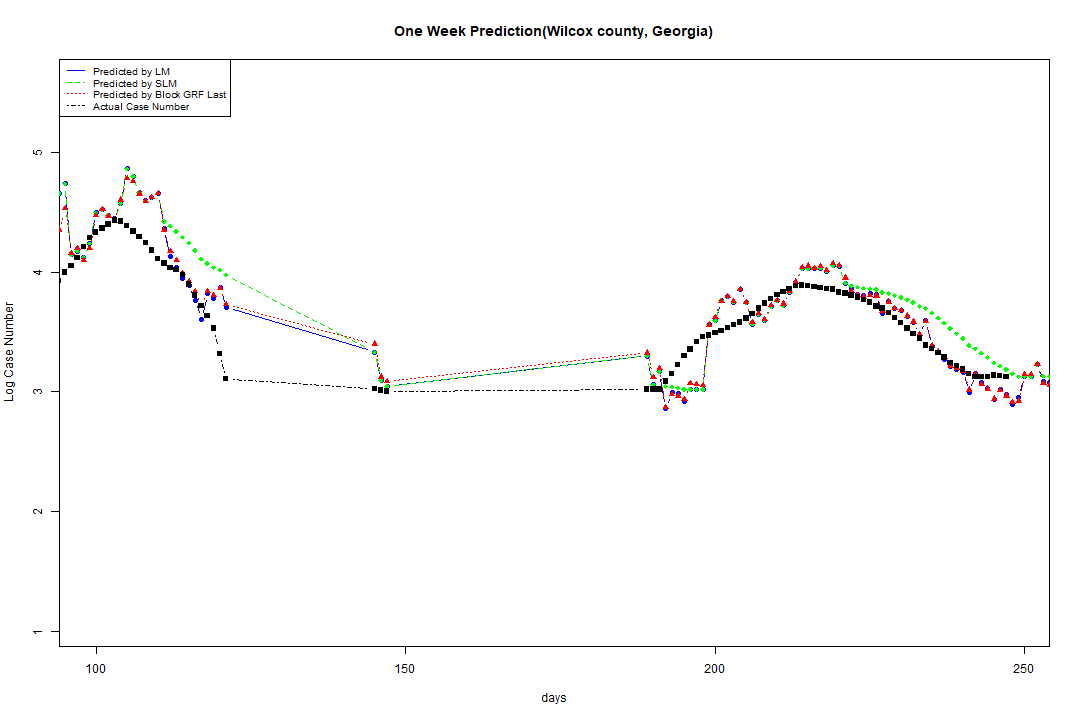 One Week Prediction(Wilcox county, Georgia)
Predicted by LM
Predicted by SLM
Predicted by Block GRF Last
Actual Case Number
5
4
3
2
1
Log Case Number
100 150 200 250
days